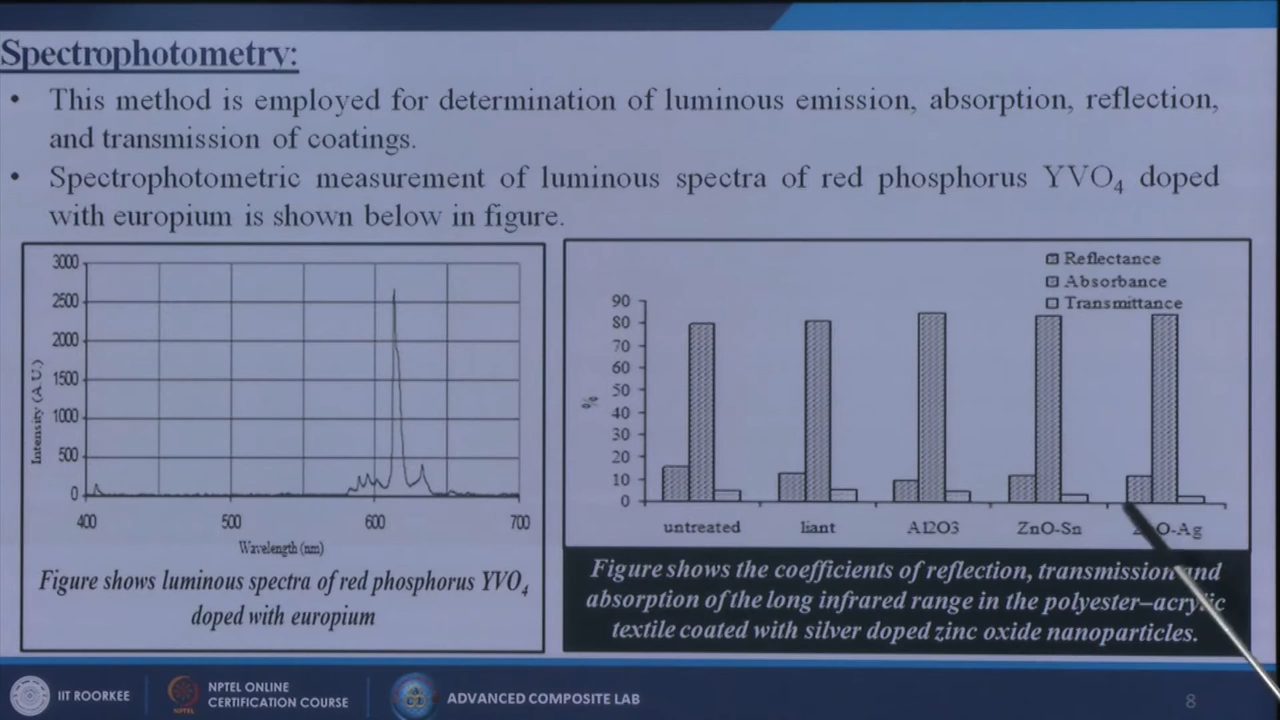 Spectrophotometry:
• This method is employed for determination of luminous emission, absorption, reflection,
and transmission of coatings.
• Spectrophotometric measurement of luminous spectra of red phosphorus YVO₄ doped
with europium is shown below in figure.
3000
2500
2000
1500
1000
500
0
Intensity (A.U.)
400
500
600
700
Wavelength (nm)
Figure shows luminous spectra of red phosphorus YVO₄
doped with europium
Reflectance
Absorbance
Transmittance
90
80
70
60
50
40
30
20
10
0
%
untreated
liant
Al2O3
ZnO-Sn
O-Ag
Figure shows the coefficients of reflection, transmission and
absorption of the long infrared range in the polyester–acrylic
textile coated with silver doped zinc oxide nanoparticles.
IIT ROORKEE
NPTEL
NPTEL ONLINE
CERTIFICATION COURSE
ADVANCED COMPOSITE LAB
8